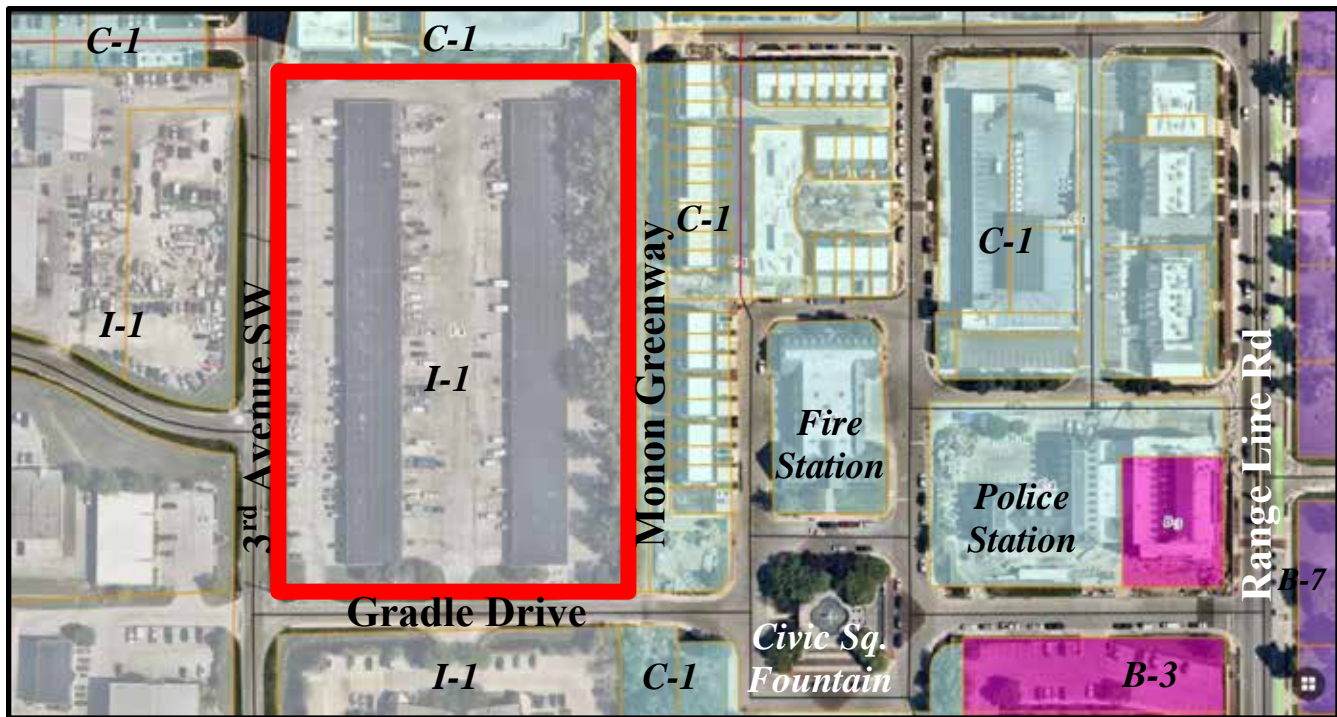 C-1
C-1
C-1
C-1
I-1
3rd Avenue SW
I-1
Monon Greenway
Fire
Station
Police
Station
Range Line Rd
B-7
Gradle Drive
Civic Sq.
Fountain
I-1
C-1
B-3